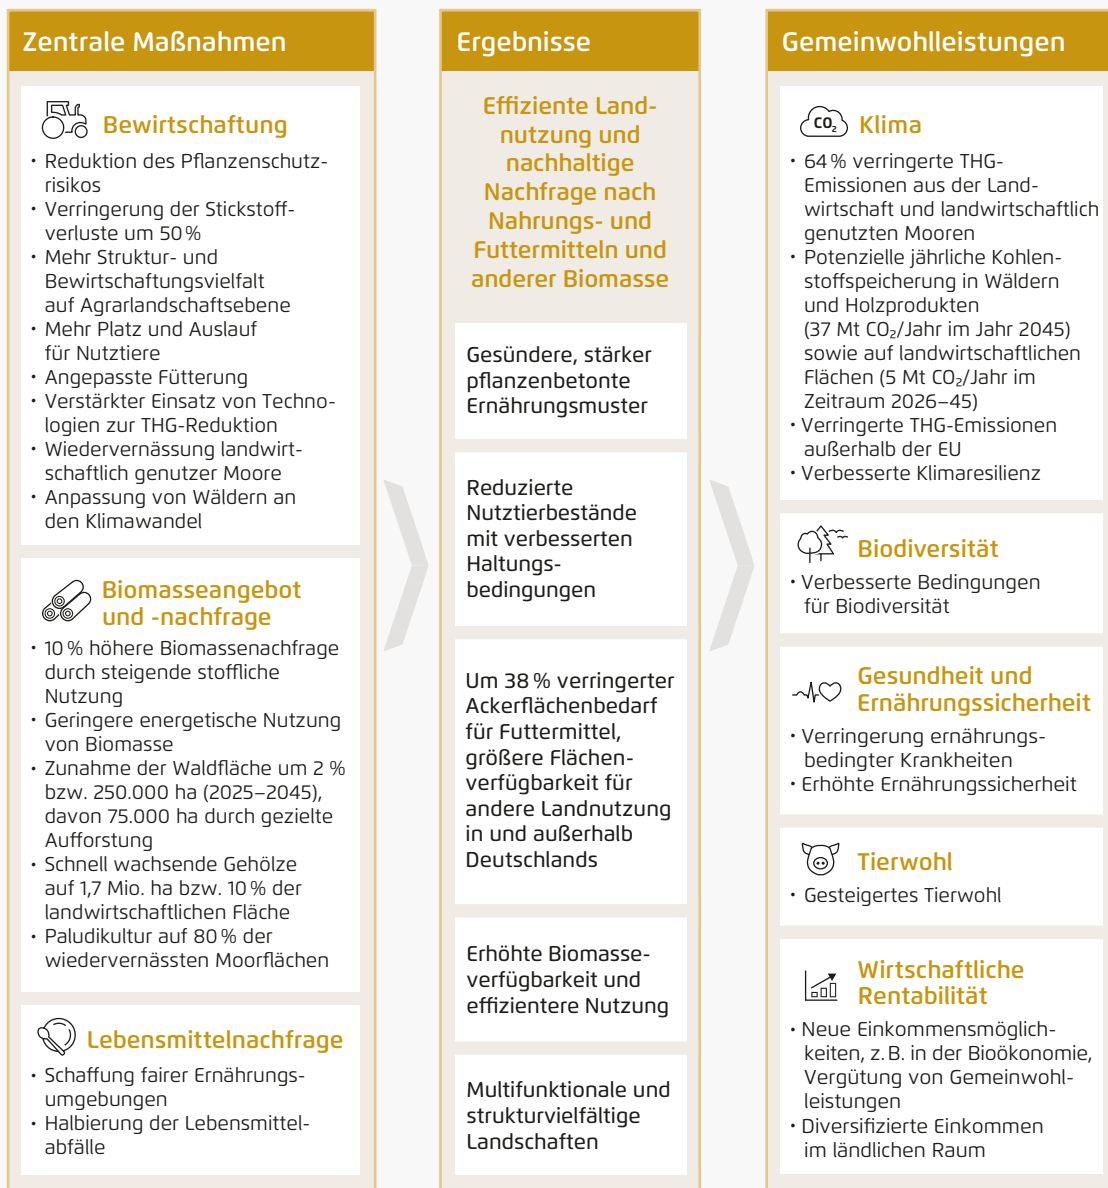 Zentrale Maßnahmen
Bewirtschaftung
· Reduktion des Pflanzenschutz-
risikos
· Verringerung der Stickstoff-
verluste um 50 %
· Mehr Struktur- und
Bewirtschaftungsvielfalt
auf Agrarlandschaftsebene
· Mehr Platz und Auslauf
für Nutztiere
· Angepasste Fütterung
· Verstärkter Einsatz von Techno-
logien zur THG-Reduktion
· Wiedervernässung landwirt-
schaftlich genutzer Moore
· Anpassung von Wäldern an
den Klimawandel
Biomasseangebot
und -nachfrage
· 10 % höhere Biomassenachfrage
durch steigende stoffliche
Nutzung
· Geringere energetische Nutzung
von Biomasse
· Zunahme der Waldfläche um 2 %
bzw. 250.000 ha (2025–2045),
davon 75.000 ha durch gezielte
Aufforstung
· Schnell wachsende Gehölze
auf 1,7 Mio. ha bzw. 10 % der
landwirtschaftlichen Fläche
· Paludikultur auf 80 % der
wiedervernässten Moorflächen
Lebensmittelnachfrage
· Schaffung fairer Ernährungs-
umgebungen
· Halbierung der Lebensmittel-
abfälle
Ergebnisse
Effiziente Land-
nutzung und
nachhaltige
Nachfrage nach
Nahrungs- und
Futtermitteln und
anderer Biomasse
Gesündere, stärker
pflanzenbetonte
Ernährungsmuster
Reduzierte
Nutztierbestände
mit verbesserten
Haltungs-
bedingungen
Um 38 % verringerter
Ackerflächenbedarf
für Futtermittel,
größere Flächen-
verfügbarkeit für
andere Landnutzung
in und außerhalb
Deutschlands
Erhöhte Biomasse-
verfügbarkeit und
effizientere Nutzung
Multifunktionale und
strukturvielfältige
Landschaften
Gemeinwohlleistungen
CO₂ Klima
· 64 % verringerte THG-
Emissionen aus der Land-
wirtschaft und landwirtschaftlich
genutzten Mooren
· Potenzielle jährliche Kohlen-
stoffspeicherung in Wäldern
und Holzprodukten
(37 Mt CO₂/Jahr im Jahr 2045)
sowie auf landwirtschaftlichen
Flächen (5 Mt CO₂/Jahr im
Zeitraum 2026–45)
· Verringerte THG-Emissionen
außerhalb der EU
· Verbesserte Klimaresilienz
Biodiversität
· Verbesserte Bedingungen
für Biodiversität
Gesundheit und
Ernährungssicherheit
· Verringerung ernährungs-
bedingter Krankheiten
· Erhöhte Ernährungssicherheit
Tierwohl
· Gesteigertes Tierwohl
Wirtschaftliche
Rentabilität
· Neue Einkommensmöglich-
keiten, z. B. in der Bioökonomie,
Vergütung von Gemeinwohl-
leistungen
· Diversifizierte Einkommen
im ländlichen Raum